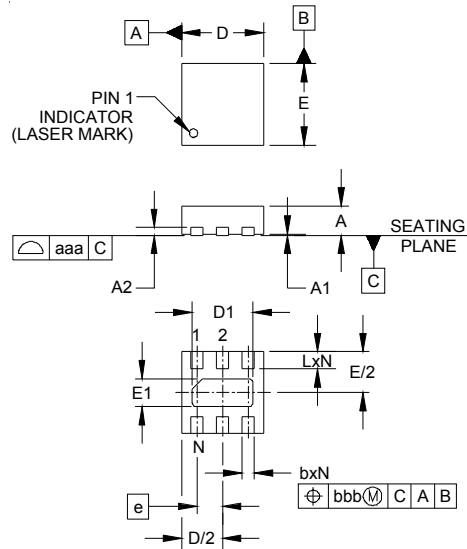 A
D
B
PIN 1
INDICATOR
(LASER MARK)
E
A
SEATING
PLANE
aaa C
C
A2
A1
D1
1 2
LxN
E/2
E1
N
bxN
bbb Ⓜ C A B
e
D/2